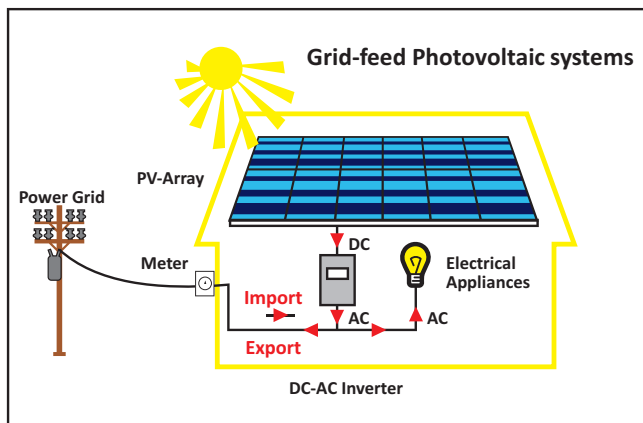 Grid-feed Photovoltaic systems
PV-Array
Power Grid
DC
Meter
Electrical
Appliances
Import
AC
AC
Export
DC-AC Inverter